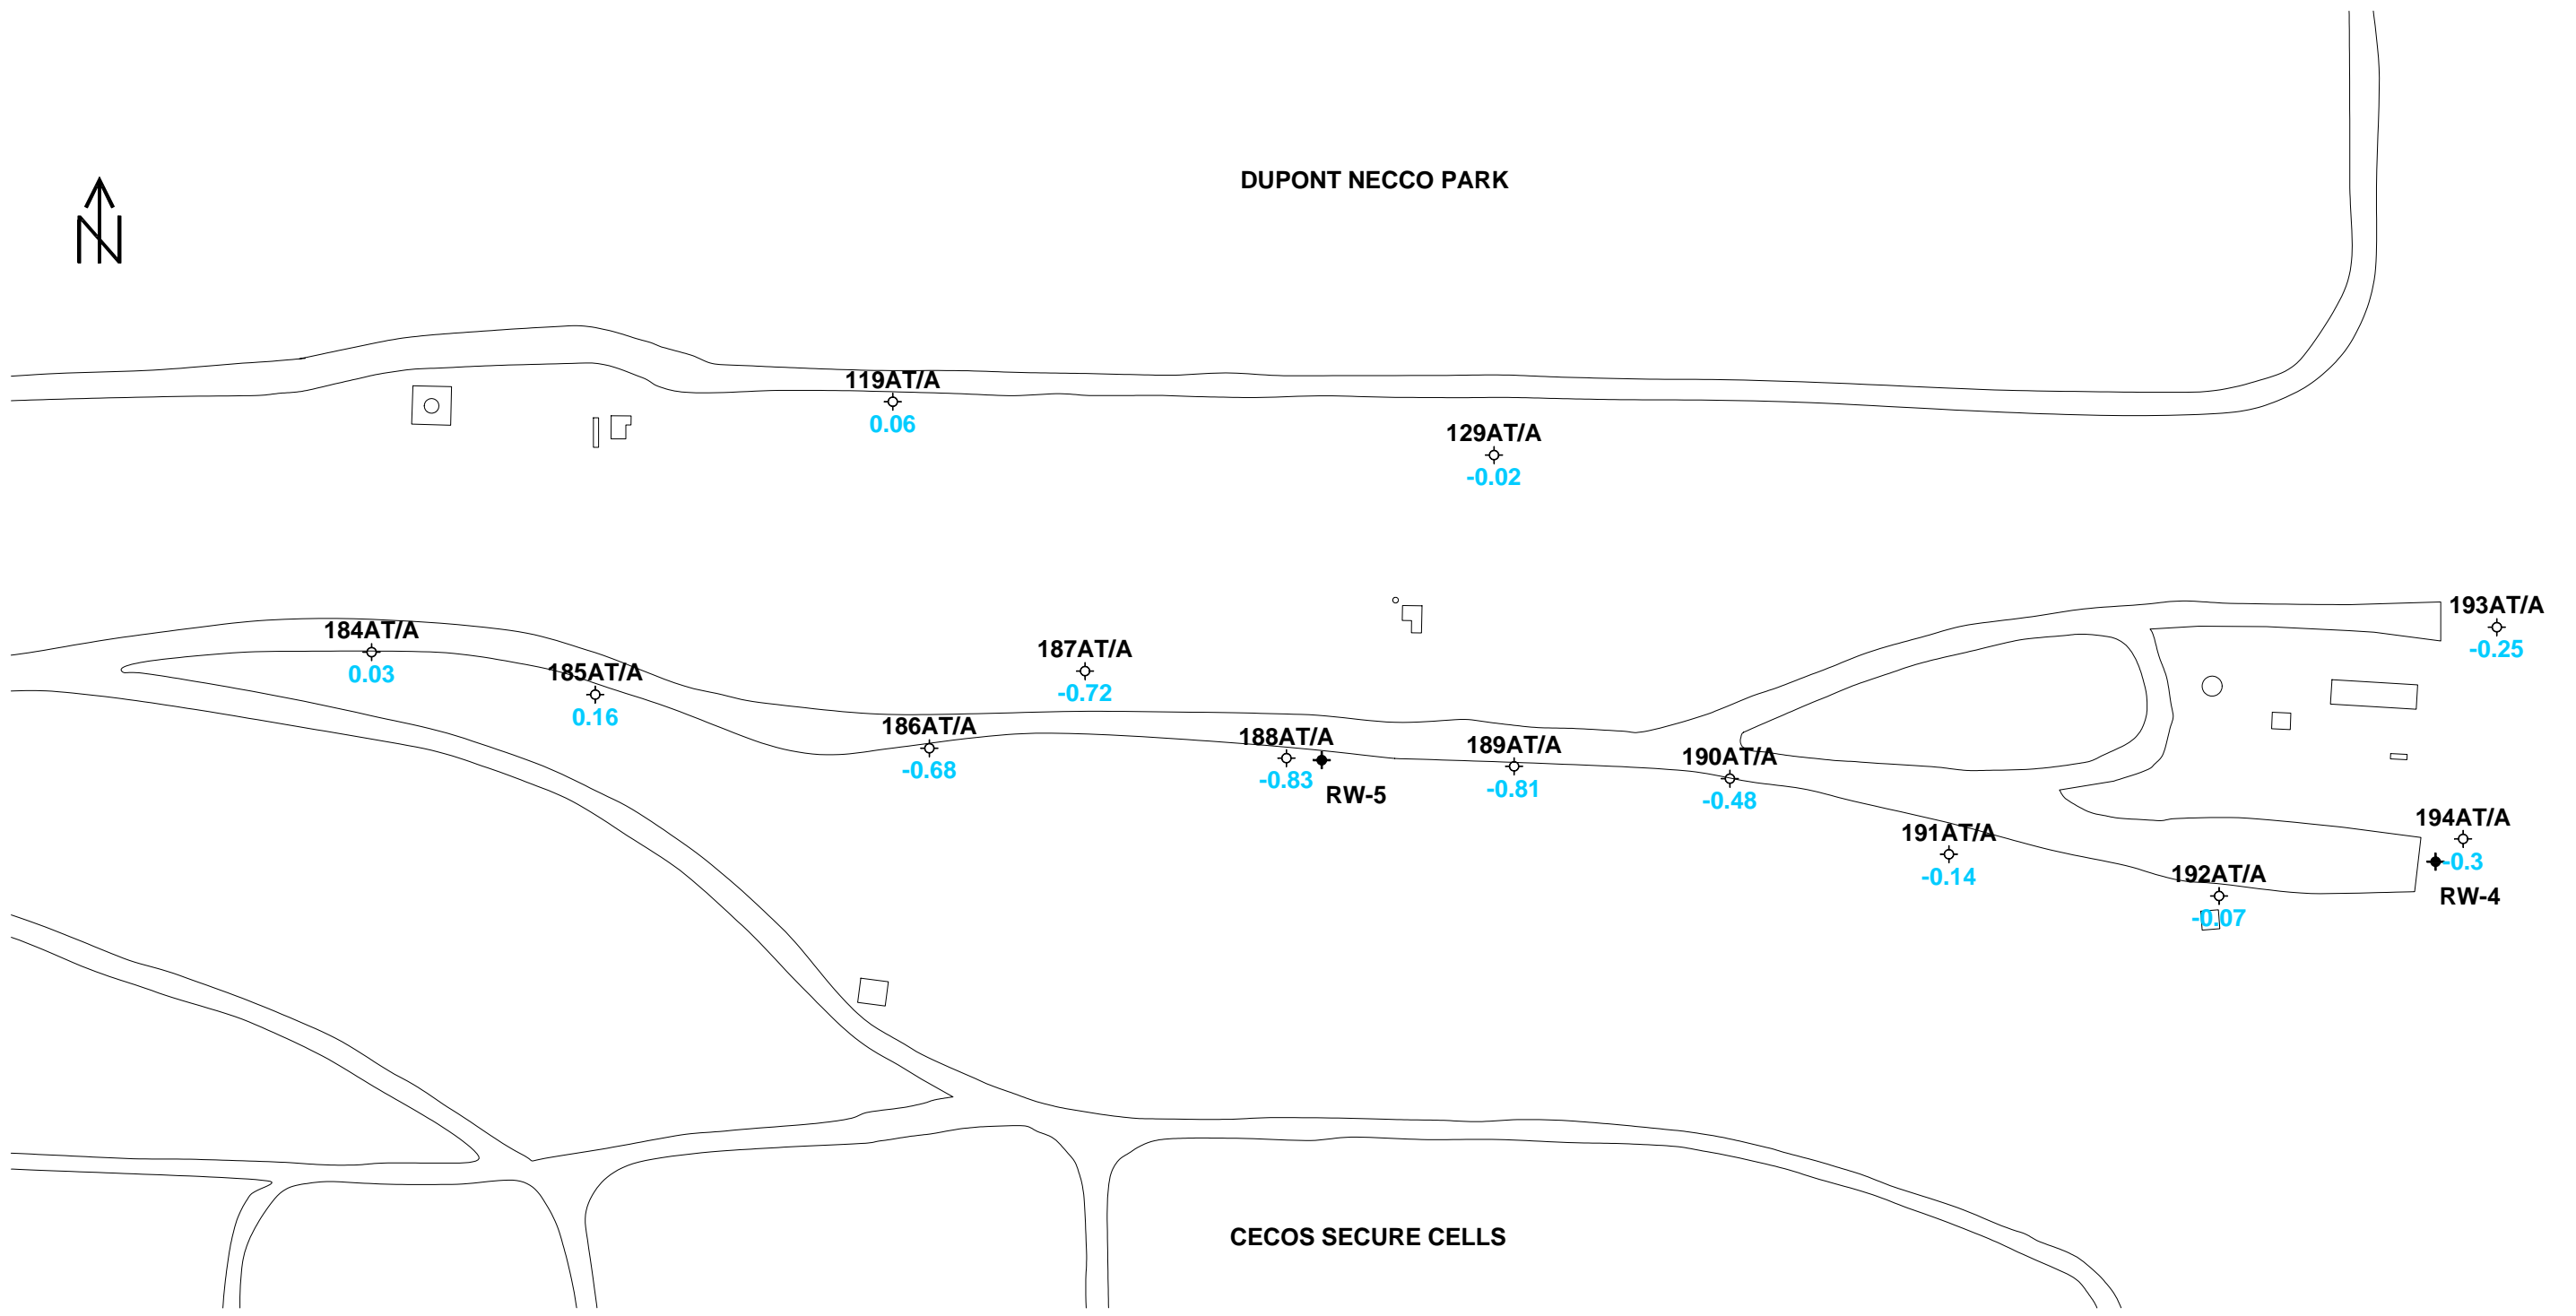 DUPONT NECCO PARK
N
119AT/A
0.06
129AT/A
-0.02
193AT/A
-0.25
184AT/A
0.03
185AT/A
0.16
187AT/A
-0.72
186AT/A
-0.68
188AT/A
-0.83
RW-5
189AT/A
-0.81
190AT/A
-0.48
191AT/A
-0.14
194AT/A
-0.3
RW-4
192AT/A
-0.07
CECOS SECURE CELLS